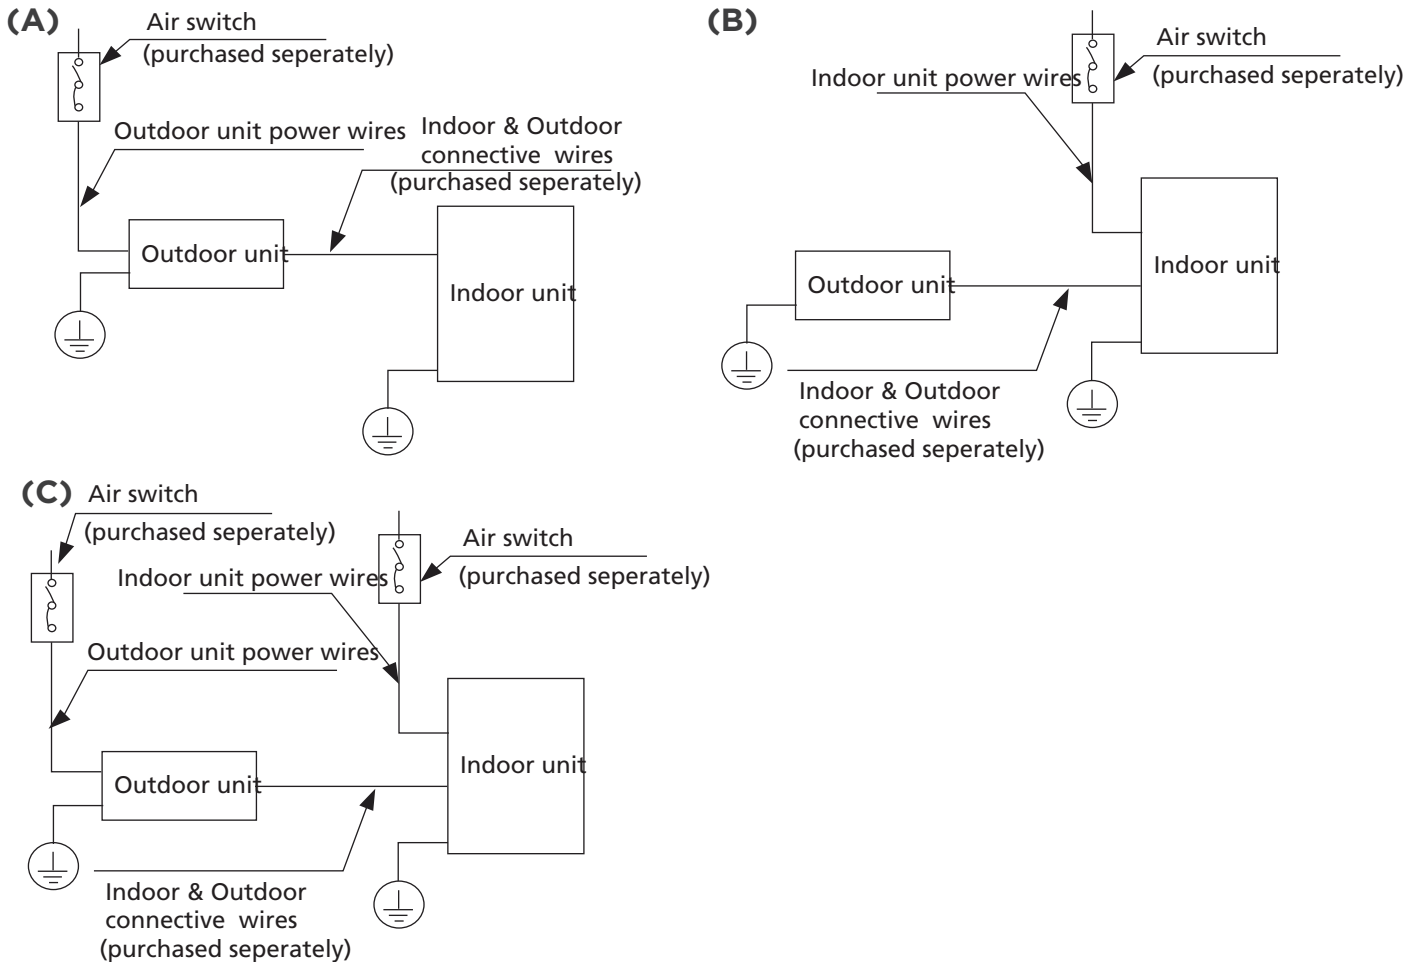 (A)
Air switch
(purchased seperately)
Outdoor unit power wires
Indoor & Outdoor
connective wires
(purchased seperately)
Outdoor unit
Indoor unit
(B)
Air switch
(purchased seperately)
Indoor unit power wires
Indoor unit
Outdoor unit
Indoor & Outdoor
connective wires
(purchased seperately)
(C)
Air switch
(purchased seperately)
Air switch
(purchased seperately)
Indoor unit power wires
Outdoor unit power wires
Indoor unit
Outdoor unit
Indoor & Outdoor
connective wires
(purchased seperately)